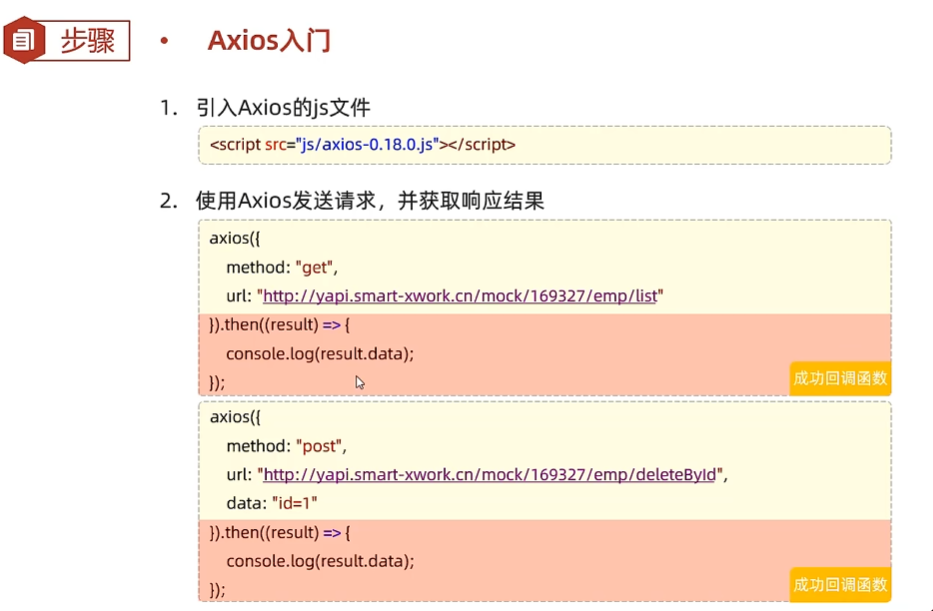 步骤
• Axios入门
1. 引入Axios的js文件
<script src="js/axios-0.18.0.js"></script>
2. 使用Axios发送请求，并获取响应结果
axios({
method: "get",
url: "http://yapi.smart-xwork.cn/mock/169327/emp/list"
}).then((result) => {
console.log(result.data);
});
成功回调函数
axios({
method: "post",
url: "http://yapi.smart-xwork.cn/mock/169327/emp/deleteById",
data: "id=1"
}).then((result) => {
console.log(result.data);
});
成功回调函数